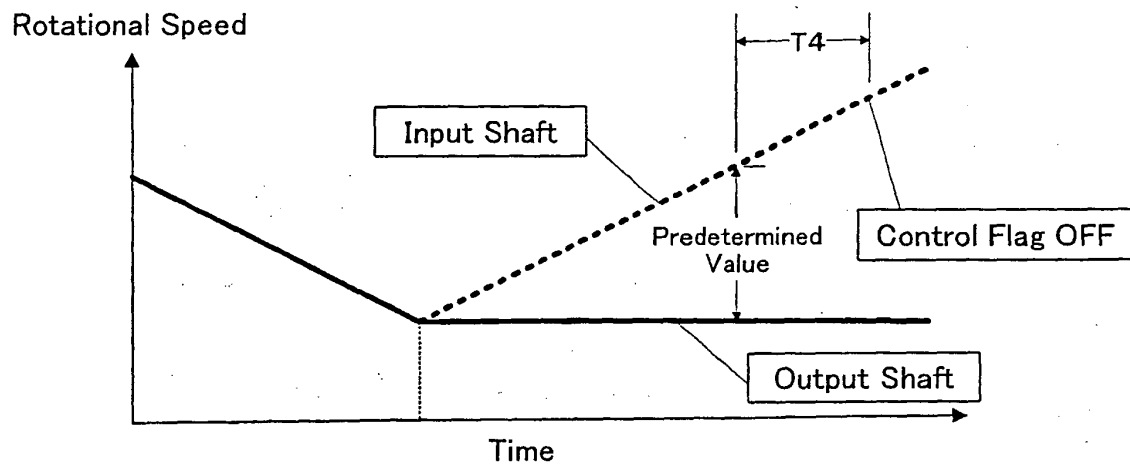 Rotational Speed
T4
Input Shaft
Predetermined
Value
Control Flag OFF
Output Shaft
Time